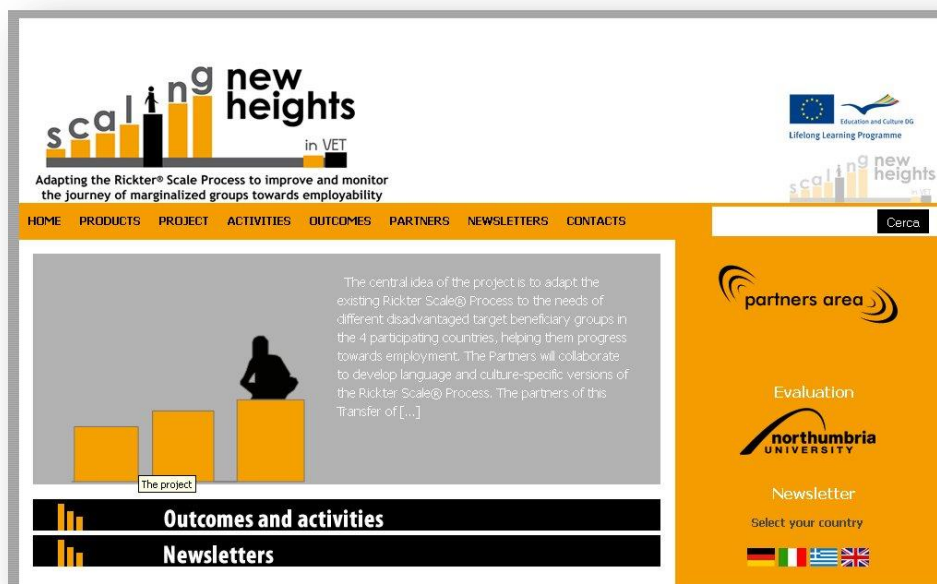 scaling new heights
in VET
Adapting the Rickter® Scale Process to improve and monitor
the journey of marginalized groups towards employability
Education and Culture DG
Lifelong Learning Programme
scaling new heights
in VET
HOME PRODUCTS PROJECT ACTIVITIES OUTCOMES PARTNERS NEWSLETTERS CONTACTS
Cerca
The central idea of the project is to adapt the
existing Rickter Scale® Process to the needs of
different disadvantaged target beneficiary groups in
the 4 participating countries, helping them progress
towards employment. The Partners will collaborate
to develop language and culture-specific versions of
the Rickter Scale® Process. The partners of this
Transfer of [...]
The project
Outcomes and activities
Newsletters
partners area
Evaluation
northumbria
UNIVERSITY
Newsletter
Select your country